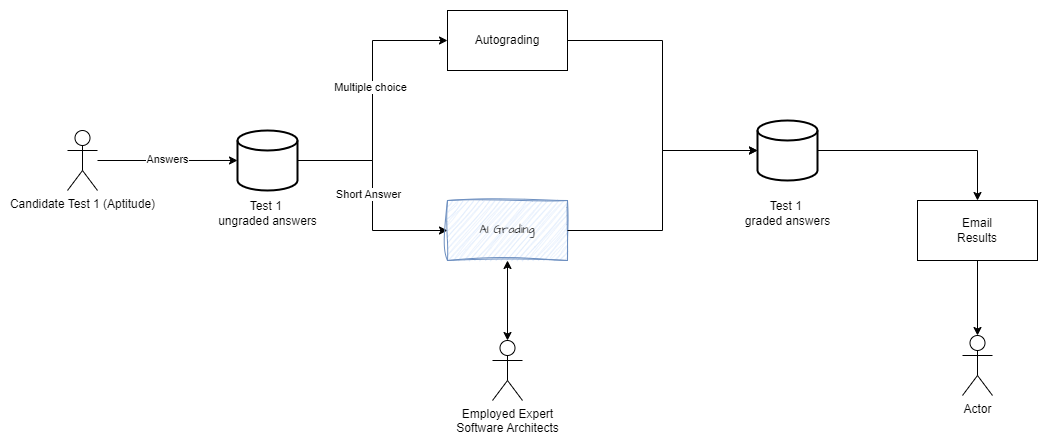 Autograding
Multiple choice
Answers
Candidate Test 1 (Aptitude)
Test 1
ungraded answers
Short Answer
AI Grading
Test 1
graded answers
Email
Results
Employed Expert
Software Architects
Actor